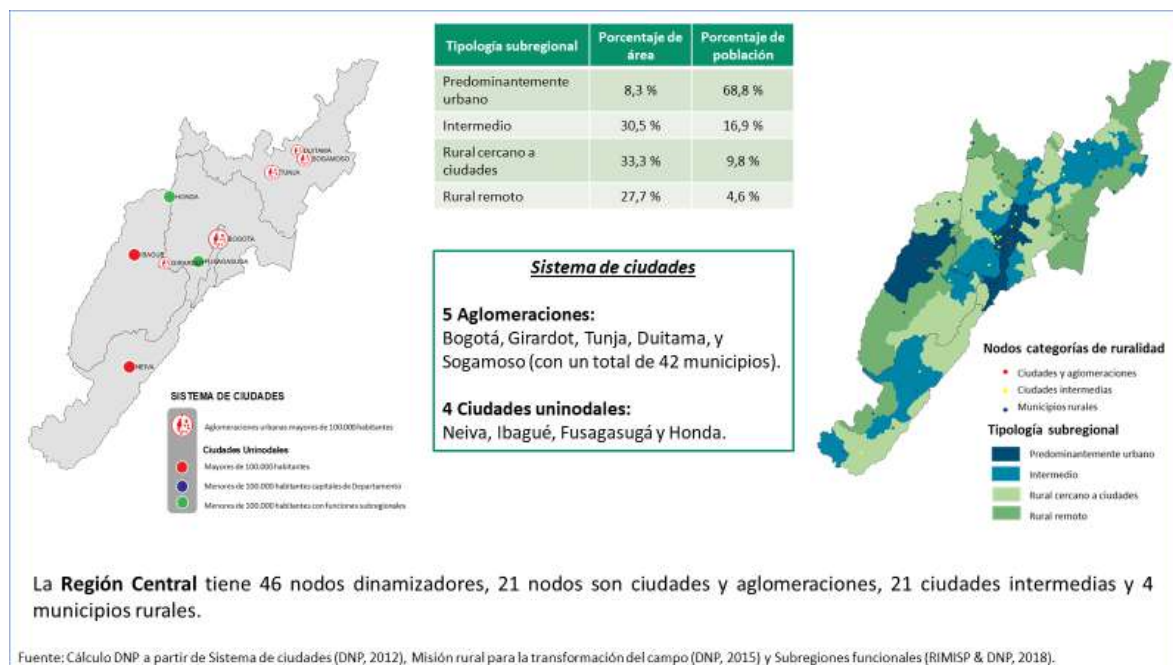 Tipología subregional
Porcentaje de área
Porcentaje de población
Predominantemente urbano
8,3 %
68,8 %
Intermedio
30,5 %
16,9 %
Rural cercano a ciudades
33,3 %
9,8 %
Rural remoto
27,7 %
4,6 %
DUITAMA
SOGAMOSO
TUNJA
HONDA
BOGOTA
IBAGUE
GIRARDOT
FUSAGASUGA
NEIVA
SISTEMA DE CIUDADES
Aglomeraciones urbanas mayores de 100.000 habitantes
Ciudades Uninodales
Mayores de 100.000 habitantes
Menores de 100.000 habitantes capitales de Departamento
Menores de 100.000 habitantes con funciones subregionales
Sistema de ciudades
5 Aglomeraciones:
Bogotá, Girardot, Tunja, Duitama, y
Sogamoso (con un total de 42 municipios).
4 Ciudades uninodales:
Neiva, Ibagué, Fusagasugá y Honda.
Nodos categorías de ruralidad
Ciudades y aglomeraciones
Ciudades intermedias
Municipios rurales
Tipología subregional
Predominantemente urbano
Intermedio
Rural cercano a ciudades
Rural remoto
La Región Central tiene 46 nodos dinamizadores, 21 nodos son ciudades y aglomeraciones, 21 ciudades intermedias y 4
municipios rurales.
Fuente: Cálculo DNP a partir de Sistema de ciudades (DNP, 2012), Misión rural para la transformación del campo (DNP, 2015) y Subregiones funcionales (RIMISP & DNP, 2018).